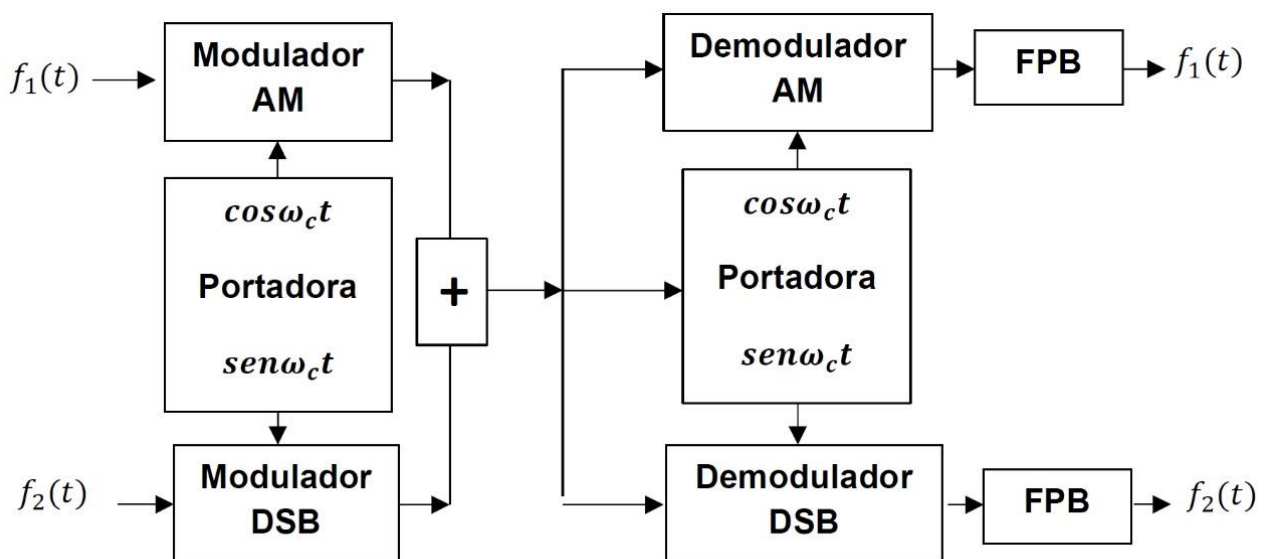 f₁(t)
Modulador
AM
Demodulador
AM
FPB
f₁(t)
cosω_c t
Portadora
senω_c t
+
cosω_c t
Portadora
senω_c t
f₂(t)
Modulador
DSB
Demodulador
DSB
FPB
f₂(t)